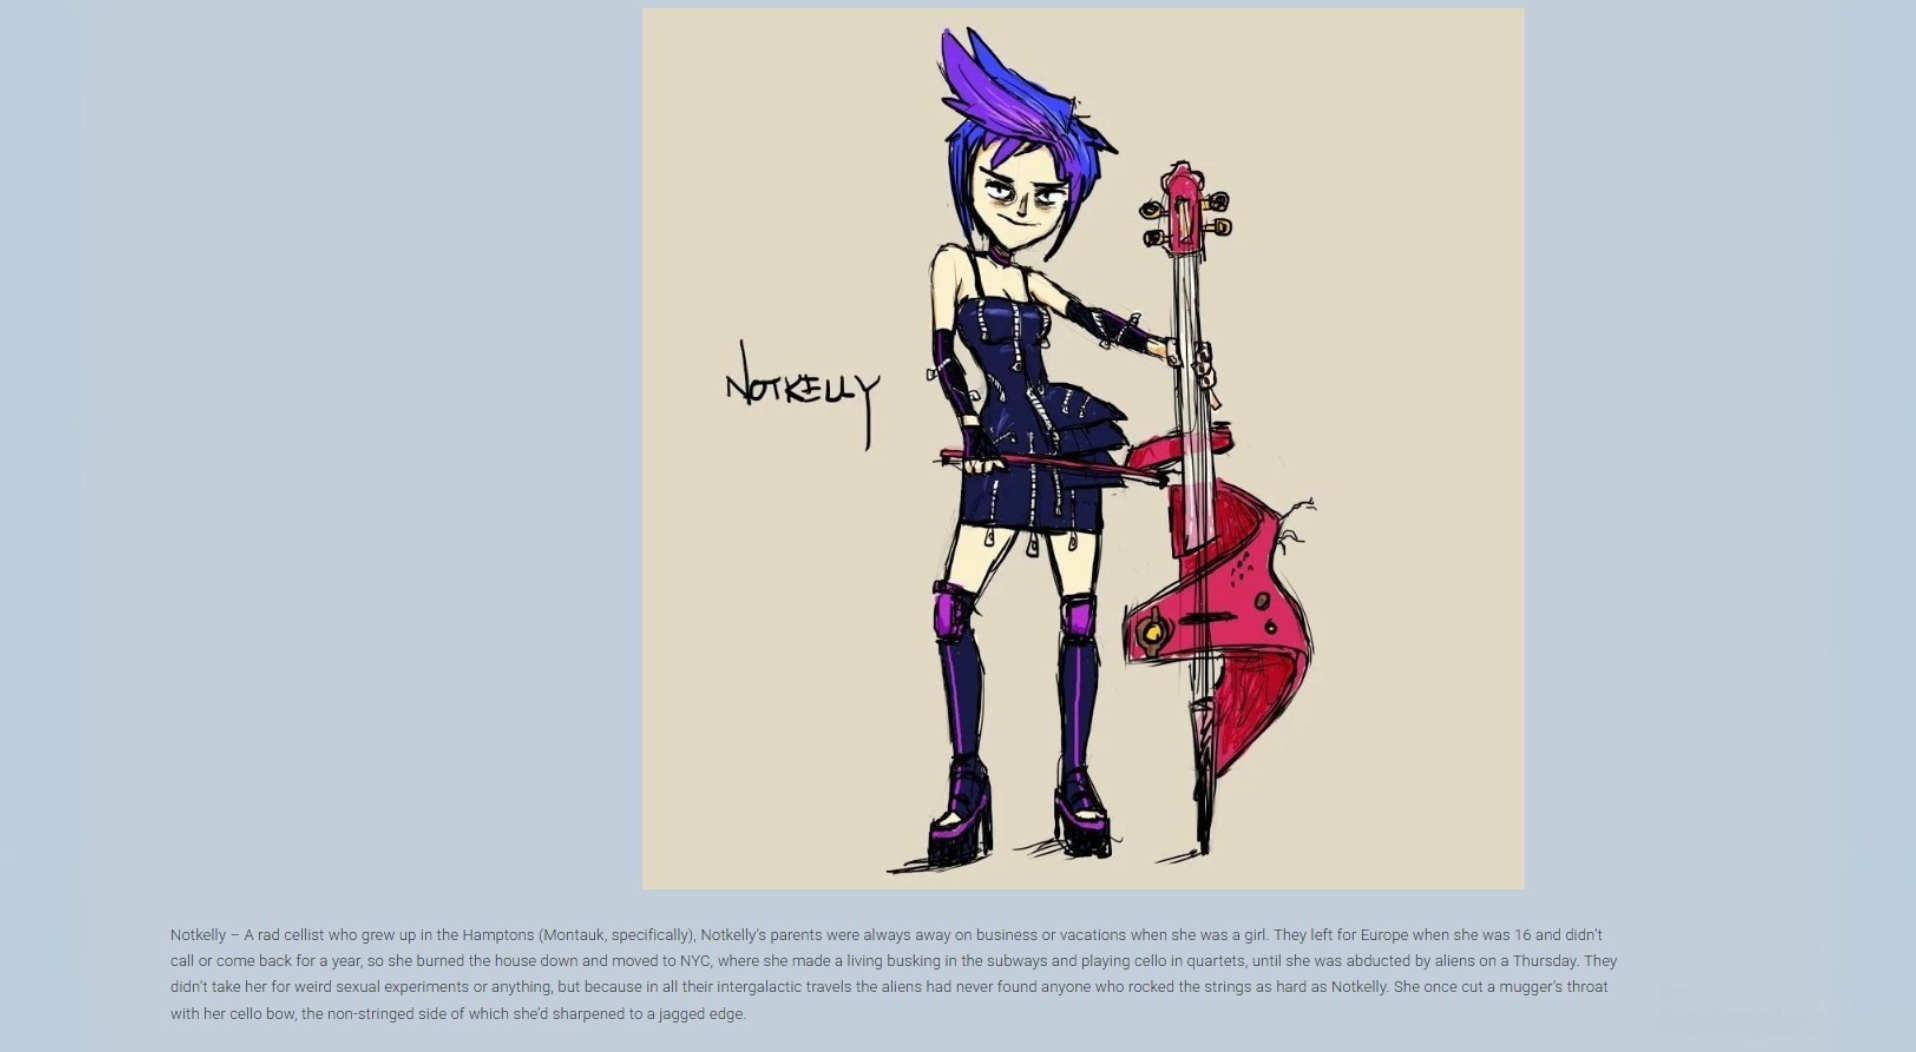 NOTKELLY
Notkelly – A rad cellist who grew up in the Hamptons (Montauk, specifically), Notkelly's parents were always away on business or vacations when she was a girl. They left for Europe when she was 16 and didn't
call or come back for a year, so she burned the house down and moved to NYC, where she made a living busking in the subways and playing cello in quartets, until she was abducted by aliens on a Thursday. They
didn't take her for weird sexual experiments or anything, but because in all their intergalactic travels the aliens had never found anyone who rocked the strings as hard as Notkelly. She once cut a mugger's throat
with her cello bow, the non-stringed side of which she'd sharpened to a jagged edge.